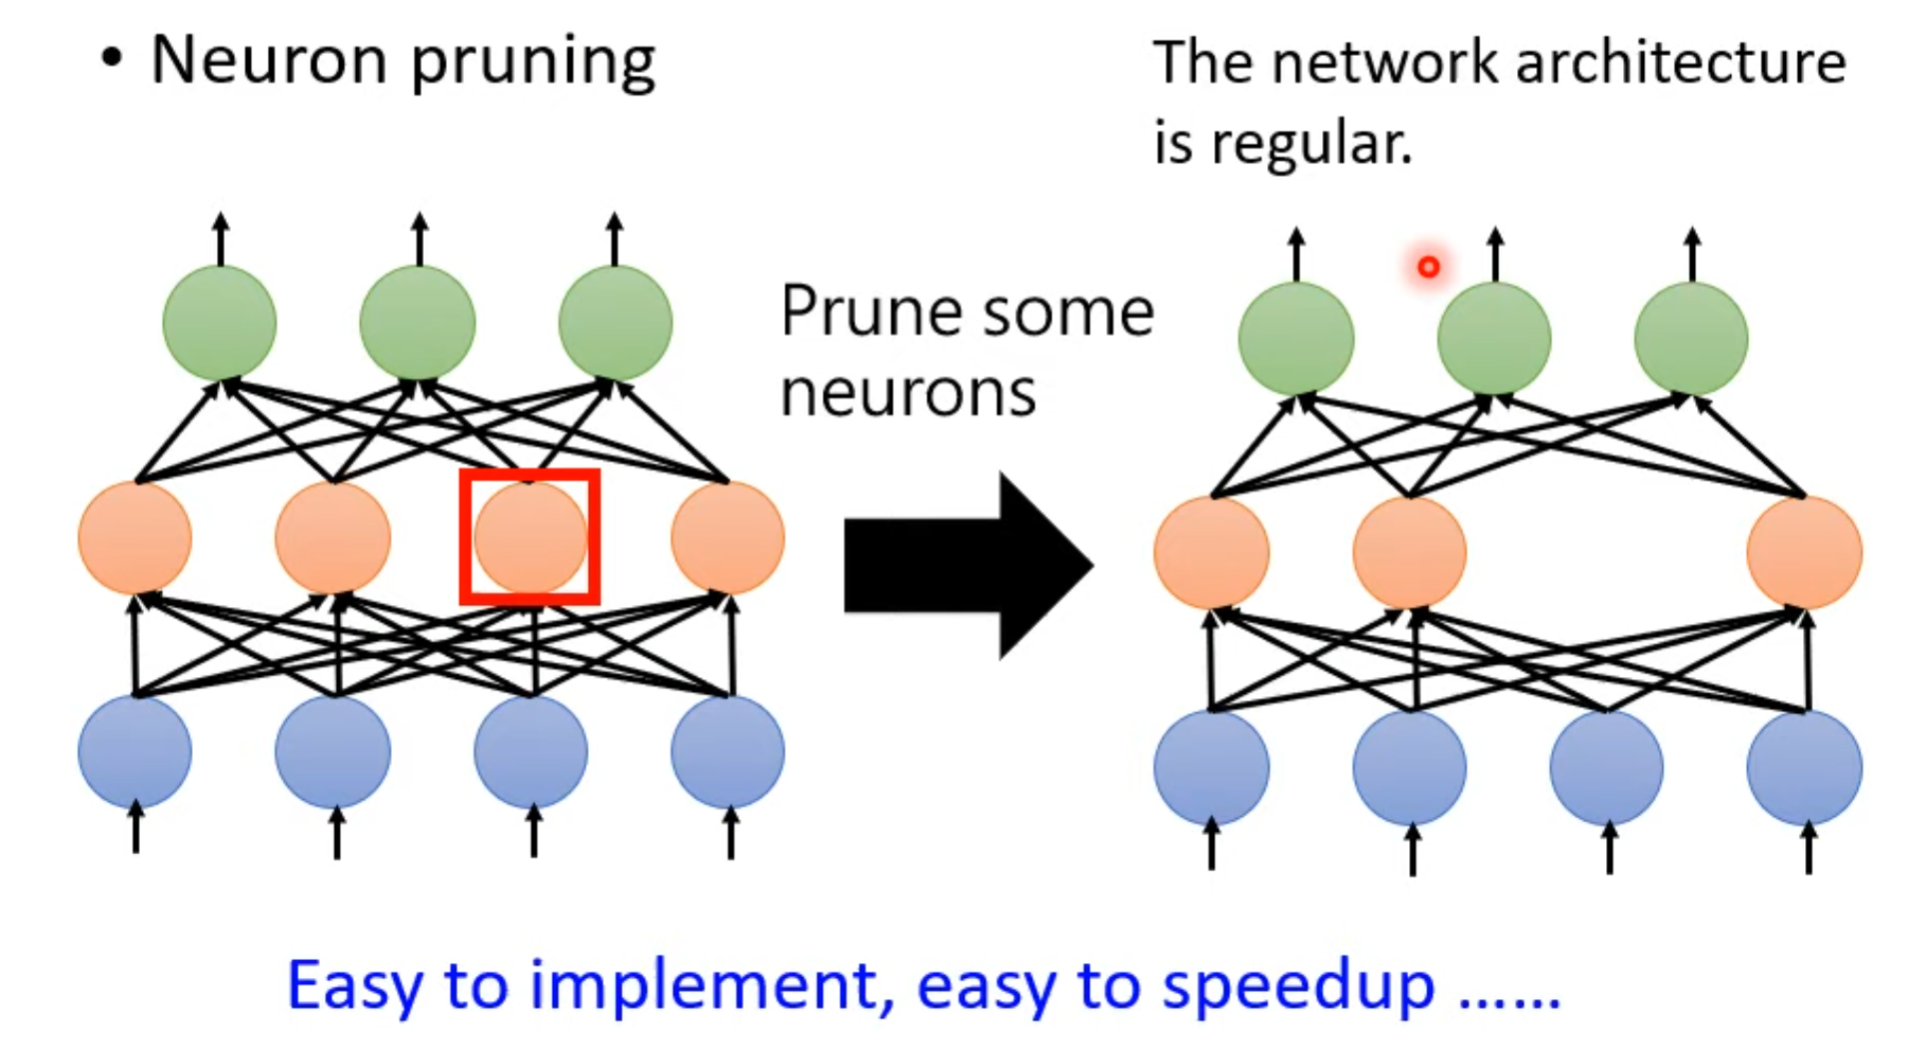 • Neuron pruning
The network architecture
is regular.
Prune some
neurons
Easy to implement, easy to speedup ......